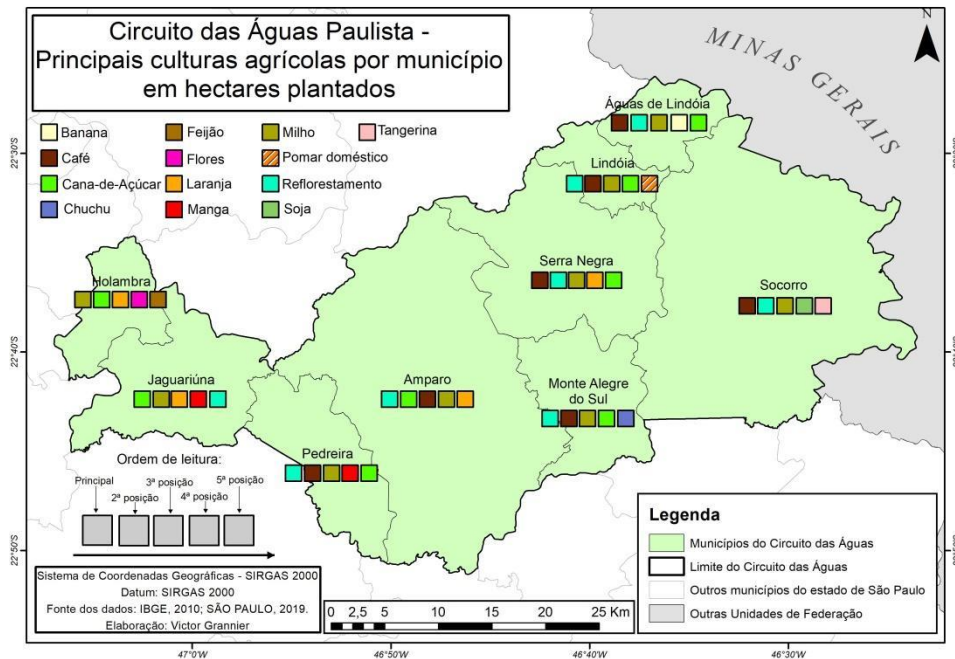 Circuito das Águas Paulista -
Principais culturas agrícolas por município
em hectares plantados
N
MINAS GERAIS
Banana
Feijão
Milho
Tangerina
Café
Flores
Pomar doméstico
Cana-de-Açúcar
Laranja
Reflorestamento
Chuchu
Manga
Soja
Águas de Lindóia
Lindóia
Serra Negra
Socorro
Holambra
Jaguariúna
Amparo
Monte Alegre
do Sul
Pedreira
22°30'S
22°40'S
22°50'S
Ordem de leitura:
Principal
2ª posição
3ª posição
4ª posição
5ª posição
Sistema de Coordenadas Geográficas - SIRGAS 2000
Datum: SIRGAS 2000
Fonte dos dados: IBGE, 2010; SÃO PAULO, 2019.
Elaboração: Victor Grannier
0 2,5 5 10 15 20 25 Km
Legenda
Municípios do Circuito das Águas
Limite do Circuito das Águas
Outros municípios do estado de São Paulo
Outras Unidades de Federação
47°0'W
46°50'W
46°40'W
46°30'W